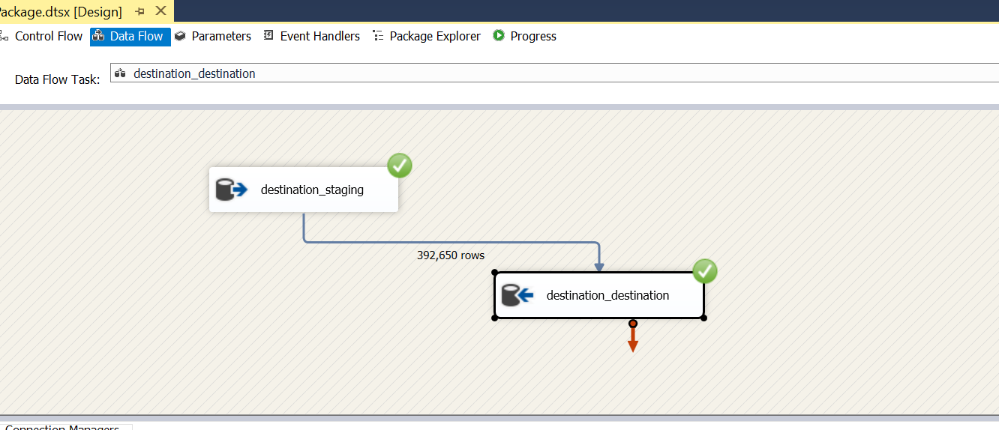 Package.dtsx [Design]
Control Flow Data Flow Parameters Event Handlers Package Explorer Progress
Data Flow Task: destination_destination
destination_staging
392,650 rows
destination_destination
Connection Managers